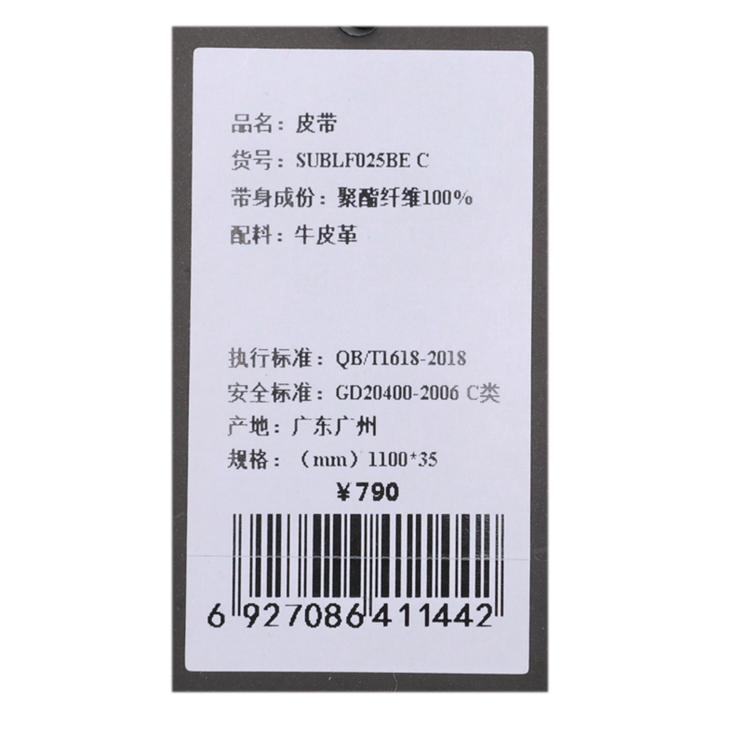 品名：皮带
货号：SUBLF025BE C
带身成份：聚酯纤维100%
配料：牛皮革
执行标准：QB/T1618-2018
安全标准：GD20400-2006 C类
产地：广东广州
规格：（mm）1100*35
￥790
6 927086 411442